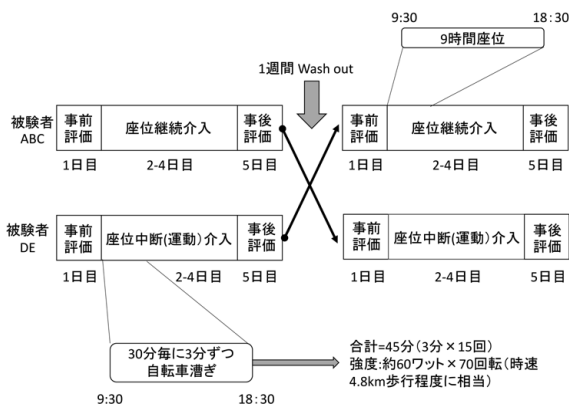 9:30
18:30
9時間座位
1週間 Wash out
被験者
ABC
事前
評価
座位継続介入
事後
評価
事前
評価
座位継続介入
事後
評価
1日目
2-4日目
5日目
1日目
2-4日目
5日目
被験者
DE
事前
評価
座位中断(運動)介入
事後
評価
事前
評価
座位中断(運動)介入
事後
評価
1日目
2-4日目
5日目
1日目
2-4日目
5日目
30分毎に3分ずつ
自転車漕ぎ
9:30
18:30
合計=45分(3分×15回)
強度:約60ワット×70回転(時速
4.8km歩行程度に相当)